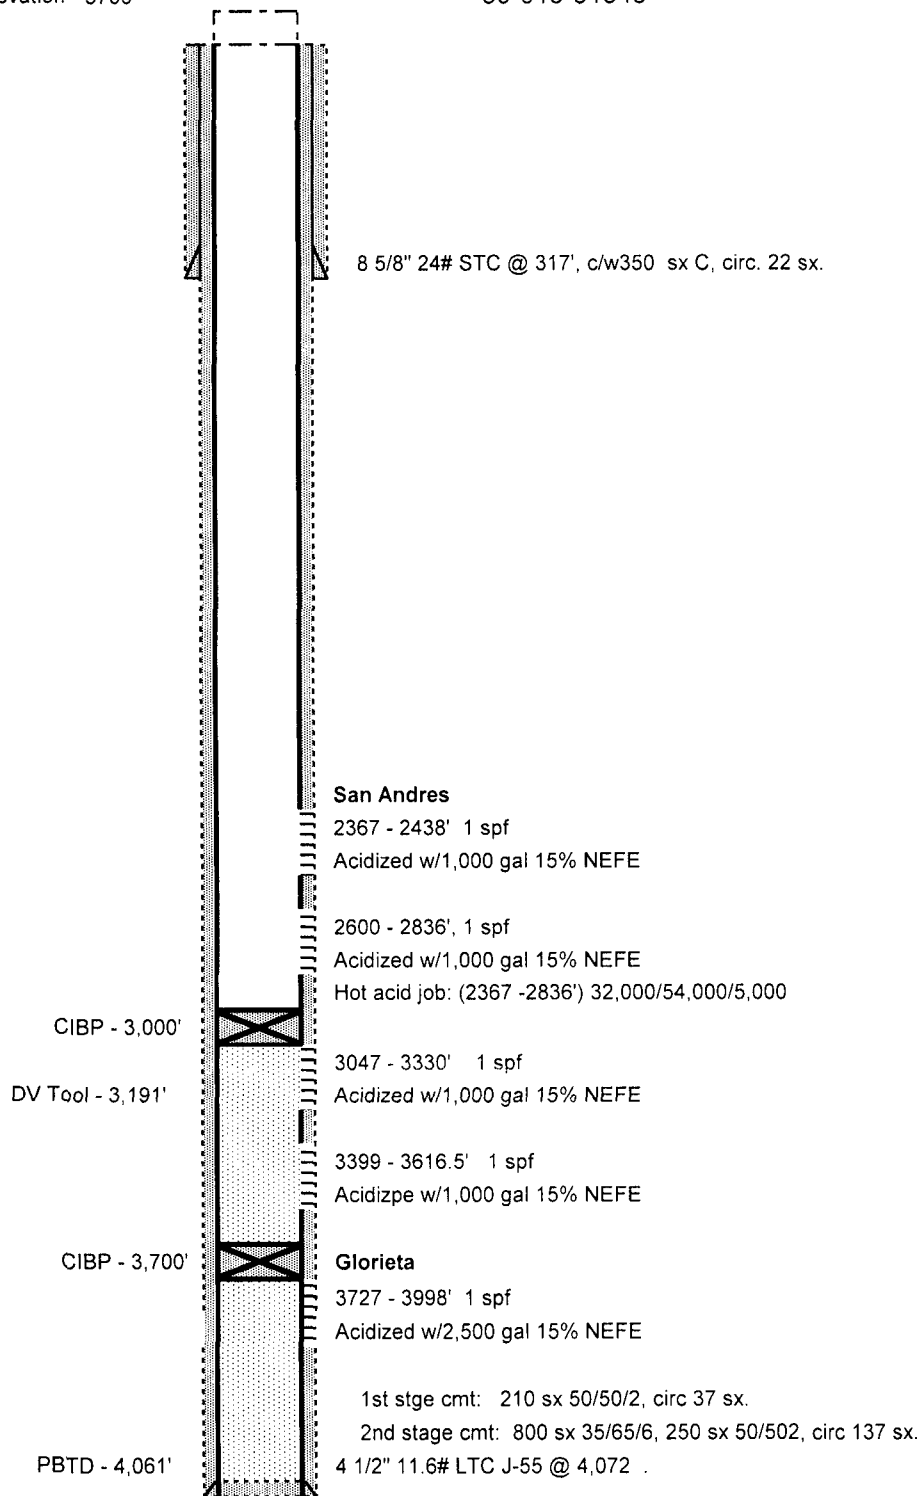 8 5/8" 24# STC @ 317', c/w350 sx C, circ. 22 sx.
San Andres
2367 - 2438' 1 spf
Acidized w/1,000 gal 15% NEFE
2600 - 2836', 1 spf
Acidized w/1,000 gal 15% NEFE
Hot acid job: (2367 -2836') 32,000/54,000/5,000
CIBP - 3,000'
3047 - 3330' 1 spf
DV Tool - 3,191'
Acidized w/1,000 gal 15% NEFE
3399 - 3616.5' 1 spf
Acidizpe w/1,000 gal 15% NEFE
CIBP - 3,700'
Glorieta
3727 - 3998' 1 spf
Acidized w/2,500 gal 15% NEFE
1st stge cmt: 210 sx 50/50/2, circ 37 sx.
2nd stage cmt: 800 sx 35/65/6, 250 sx 50/502, circ 137 sx.
PBTD - 4,061'
4 1/2" 11.6# LTC J-55 @ 4,072 .